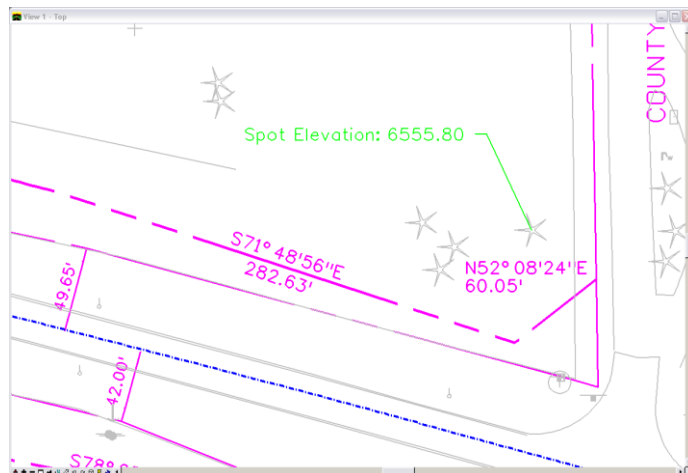 View 1 - Top
COUNTY
Spot Elevation: 6555.80
S71° 48'56"E
282.63'
N52° 08'24"E
60.05'
49.65'
42.00'